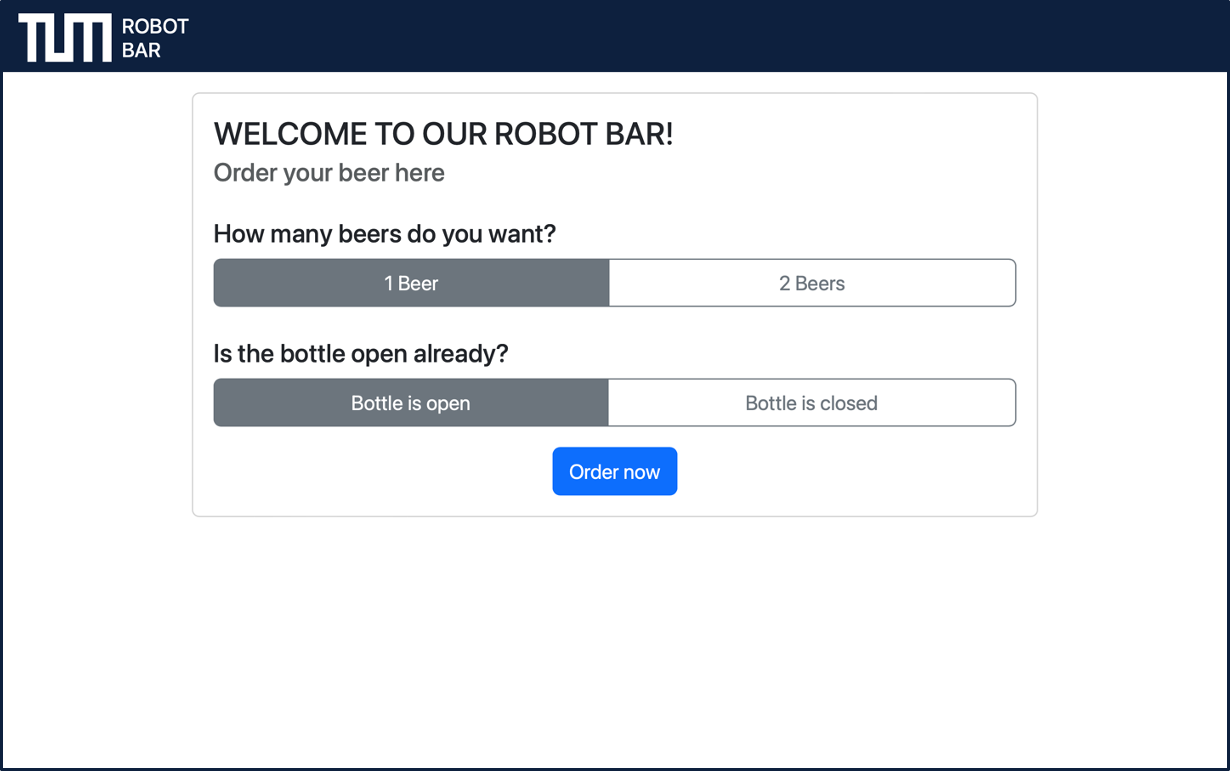 TUM ROBOT
BAR
WELCOME TO OUR ROBOT BAR!
Order your beer here
How many beers do you want?
1 Beer 2 Beers
Is the bottle open already?
Bottle is open Bottle is closed
Order now